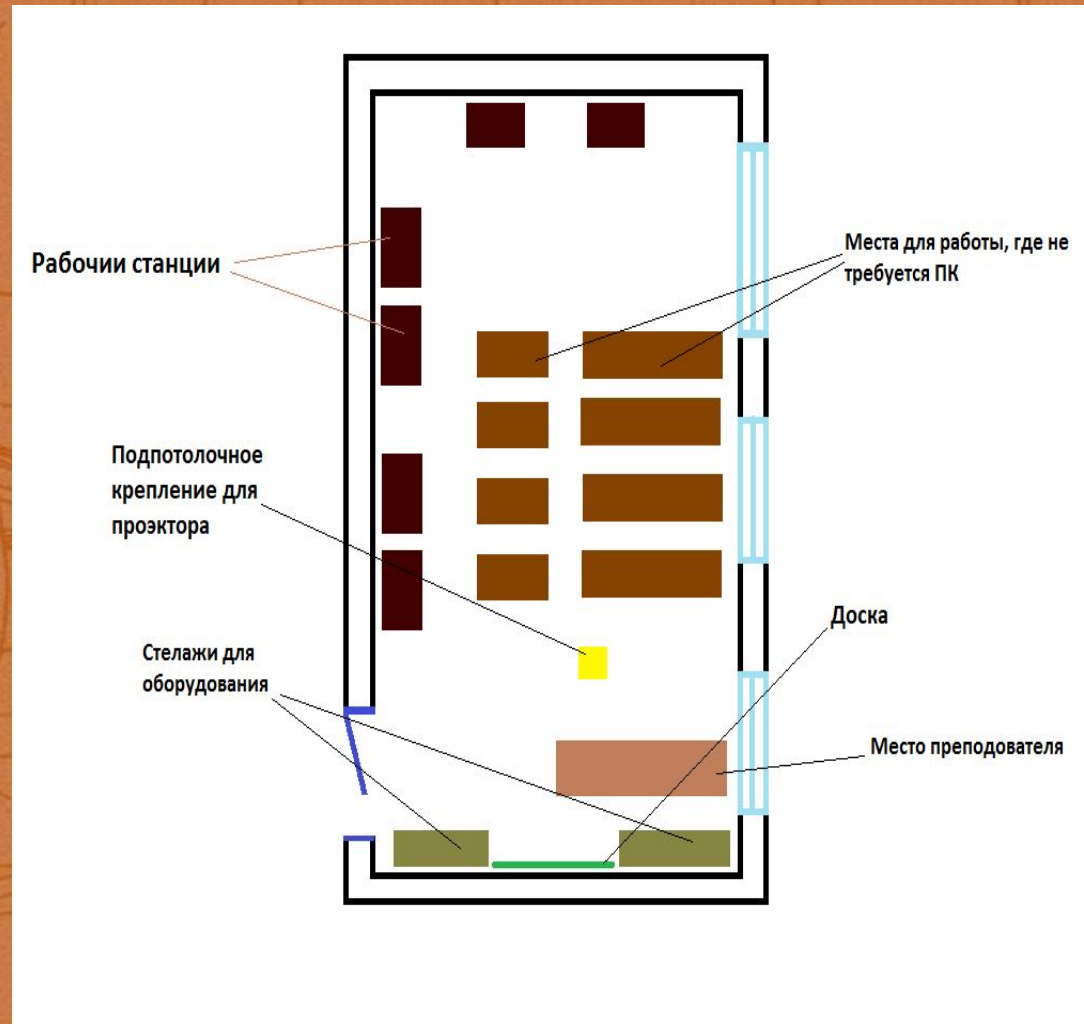 Рабочии станции
Места для работы, где не
требуется ПК
Подпотолочное
крепление для
проэктора
Доска
Стелажи для
оборудования
Место преподователя